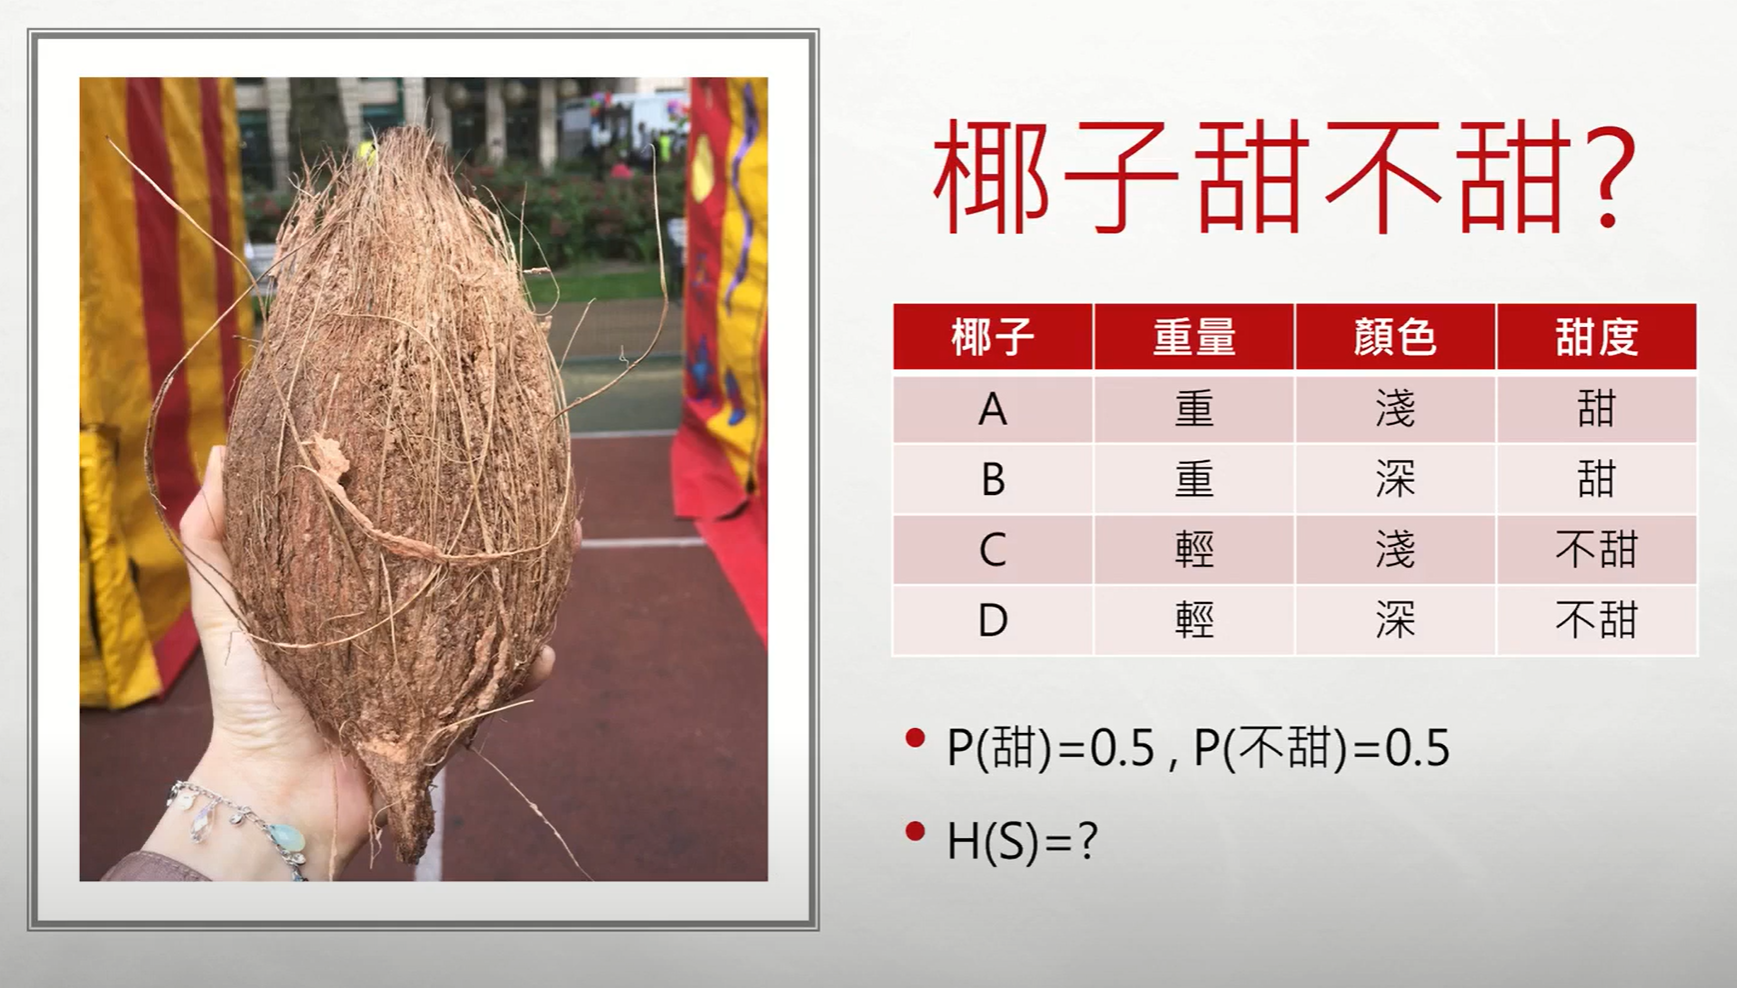 椰子甜不甜?
椰子 重量 顏色 甜度
A 重 淺 甜
B 重 深 甜
C 輕 淺 不甜
D 輕 深 不甜
• P(甜)=0.5 , P(不甜)=0.5
• H(S)=?